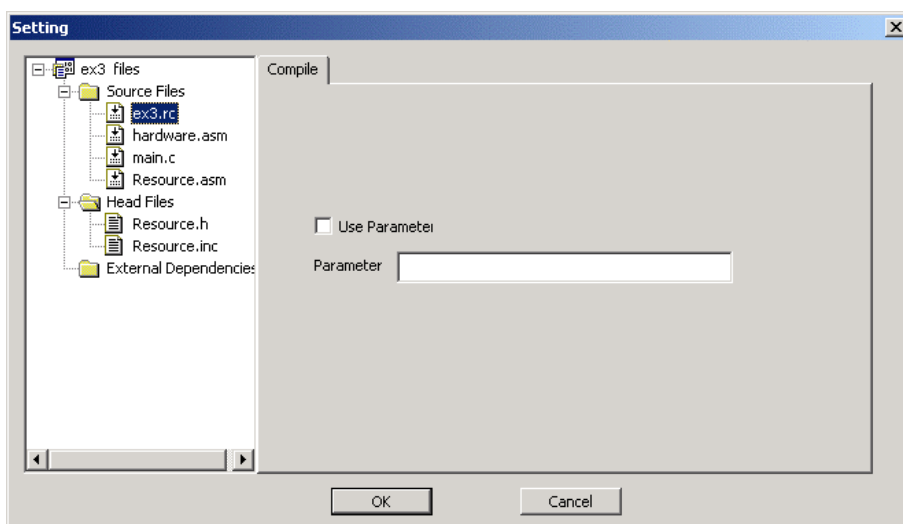 Setting
ex3 files
Source Files
ex3.rc
hardware.asm
main.c
Resource.asm
Head Files
Resource.h
Resource.inc
External Dependencies
Compile
Use Parameter
Parameter
OK
Cancel